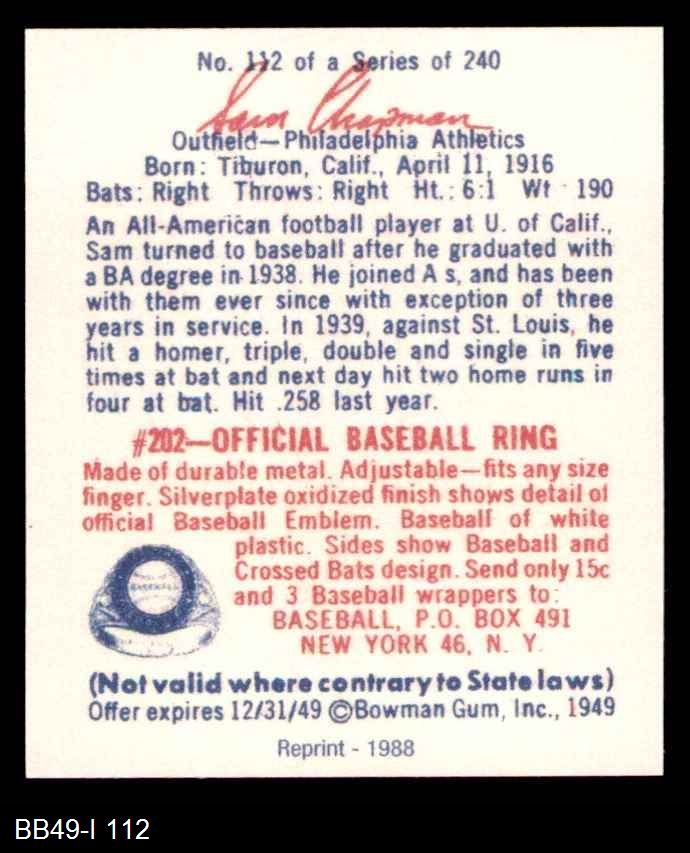 No. 112 of a Series of 240
Sam Chapman
Outfield—Philadelphia Athletics
Born: Tiburon, Calif., April 11, 1916
Bats: Right Throws: Right Ht.: 6:1 Wt 190
An All-American football player at U. of Calif.,
Sam turned to baseball after he graduated with
a BA degree in 1938. He joined A s, and has been
with them ever since with exception of three
years in service. In 1939, against St. Louis, he
hit a homer, triple, double and single in five
times at bat and next day hit two home runs in
four at bat. Hit .258 last year.
#202—OFFICIAL BASEBALL RING
Made of durable metal. Adjustable—fits any size
finger. Silverplate oxidized finish shows detail of
official Baseball Emblem. Baseball of white
plastic. Sides show Baseball and
Crossed Bats design. Send only 15c
and 3 Baseball wrappers to:
BASEBALL, P.O. BOX 491
NEW YORK 46, N. Y.
BASEBALL
(Not valid where contrary to State laws)
Offer expires 12/31/49 ©Bowman Gum, Inc., 1949
Reprint - 1988
BB49-I 112